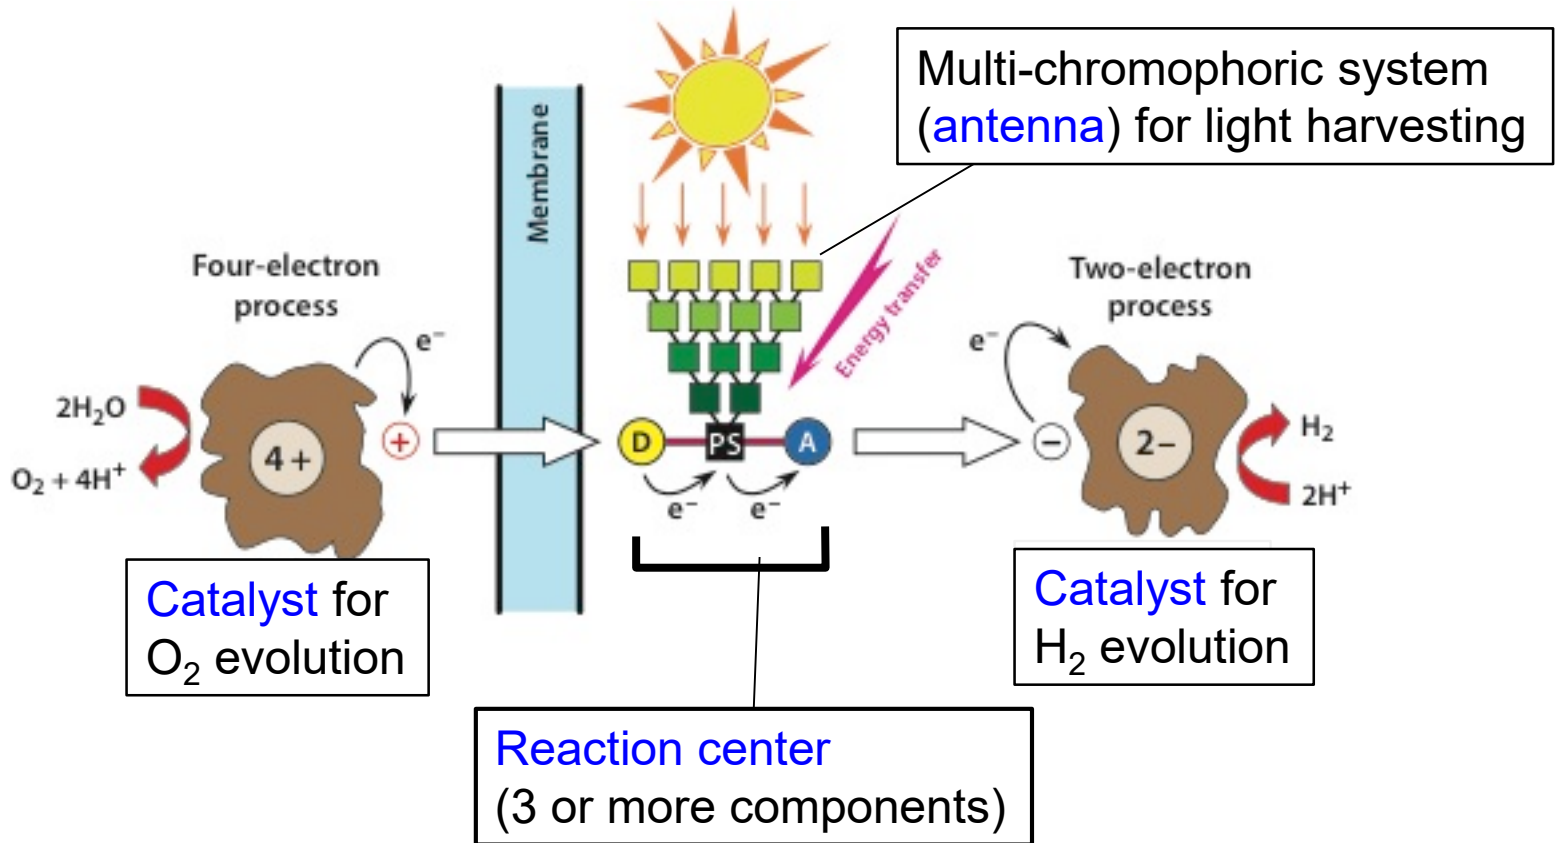 Multi-chromophoric system
(antenna) for light harvesting
Membrane
Energy transfer
Four-electron
process
e⁻
2H₂O
4+
+
O₂ + 4H⁺
D
PS
A
e⁻
e⁻
Two-electron
process
e⁻
−
2−
H₂
2H⁺
Catalyst for
O₂ evolution
Catalyst for
H₂ evolution
Reaction center
(3 or more components)